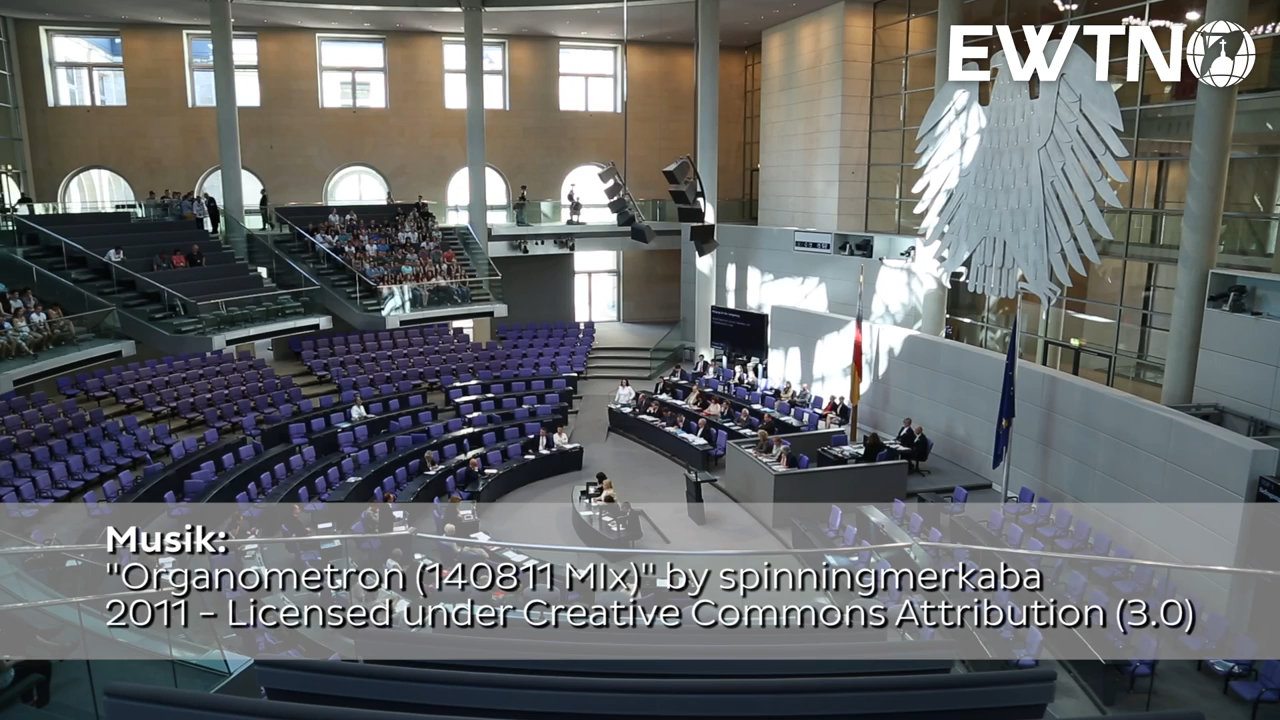 EWTN
Musik:
"Organometron (140811 MIx)" by spinningmerkaba
2011 – Licensed under Creative Commons Attribution (3.0)